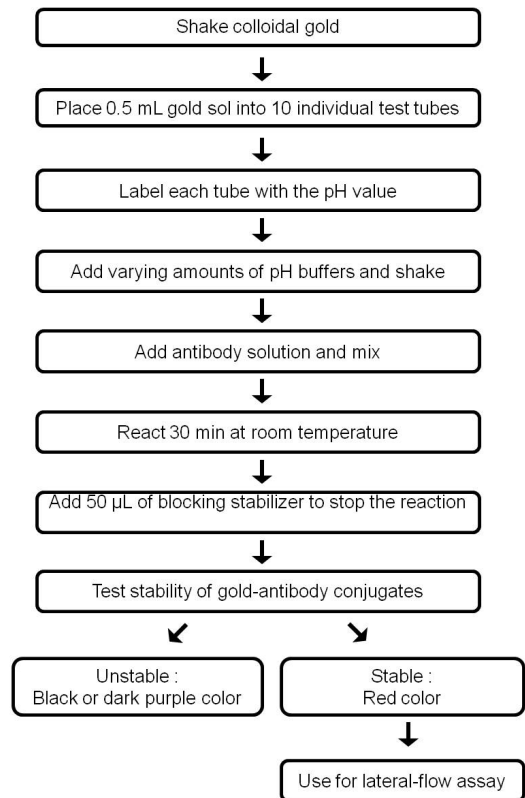 Shake colloidal gold
Place 0.5 mL gold sol into 10 individual test tubes
Label each tube with the pH value
Add varying amounts of pH buffers and shake
Add antibody solution and mix
React 30 min at room temperature
Add 50 µL of blocking stabilizer to stop the reaction
Test stability of gold-antibody conjugates
Unstable :
Black or dark purple color
Stable :
Red color
Use for lateral-flow assay